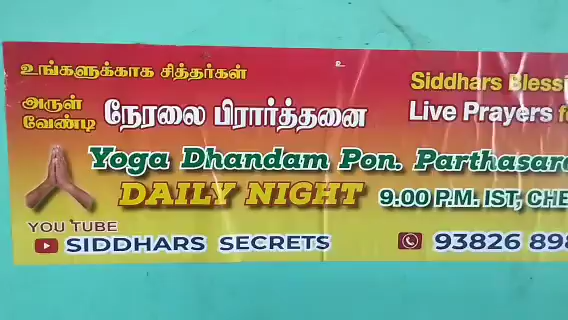 உங்களுக்காக சித்தர்கள்
அருள் வேண்டி நேரலை பிரார்த்தனை
Siddhars Blessi
Live Prayers f
Yoga Dhandam Pon. Parthasara
DAILY NIGHT 9.00 P.M. IST, CHE
YOU TUBE
SIDDHARS SECRETS
93826 898